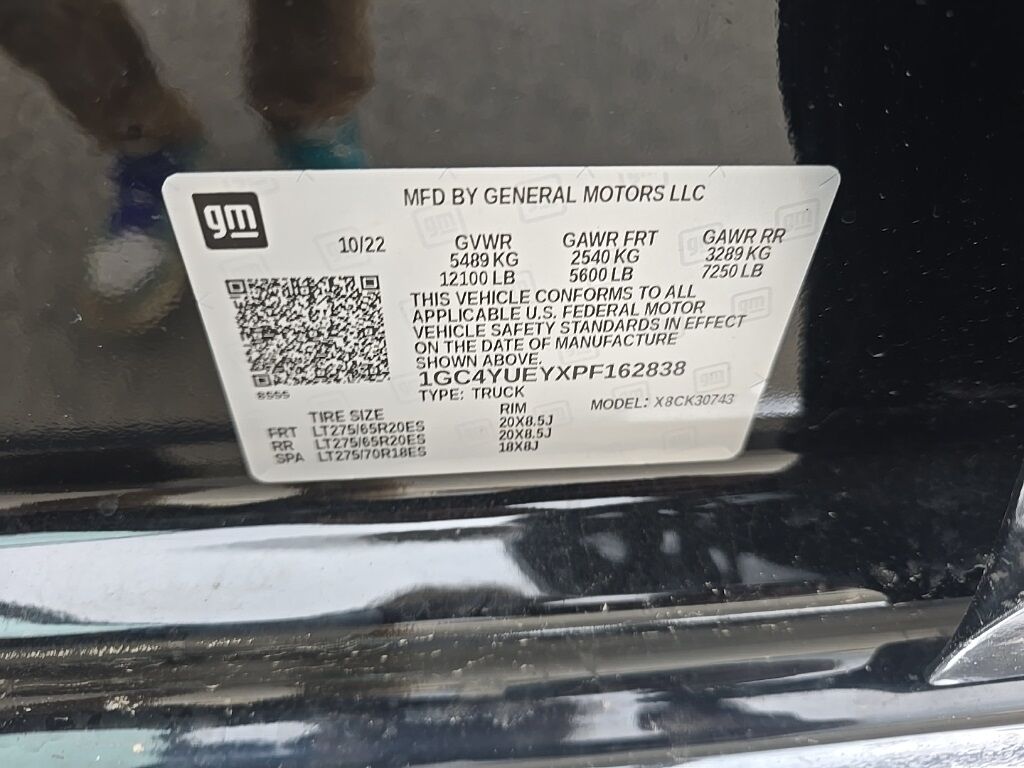 gm
MFD BY GENERAL MOTORS LLC
10/22
GVWR GAWR FRT GAWR RR
5489 KG 2540 KG 3289 KG
12100 LB 5600 LB 7250 LB
THIS VEHICLE CONFORMS TO ALL
APPLICABLE U.S. FEDERAL MOTOR
VEHICLE SAFETY STANDARDS IN EFFECT
ON THE DATE OF MANUFACTURE
SHOWN ABOVE.
8555
1GC4YUEYXPF162838
TYPE: TRUCK MODEL: X8CK30743
TIRE SIZE RIM
FRT LT275/65R20ES 20X8.5J
RR LT275/65R20ES 20X8.5J
SPA LT275/70R18ES 18X8J